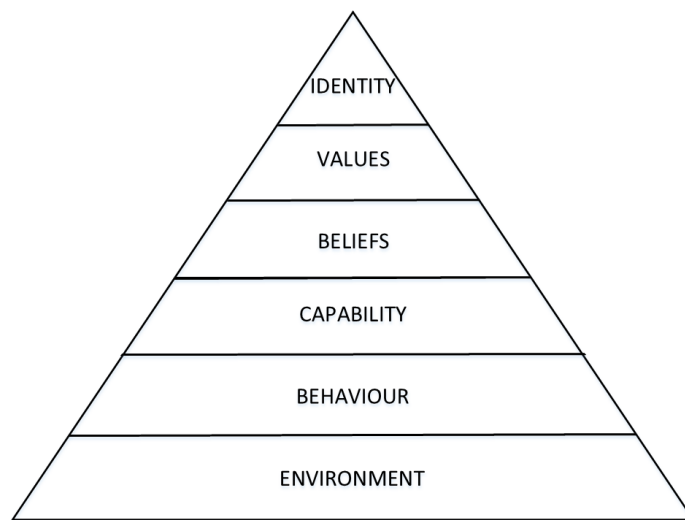 IDENTITY
VALUES
BELIEFS
CAPABILITY
BEHAVIOUR
ENVIRONMENT